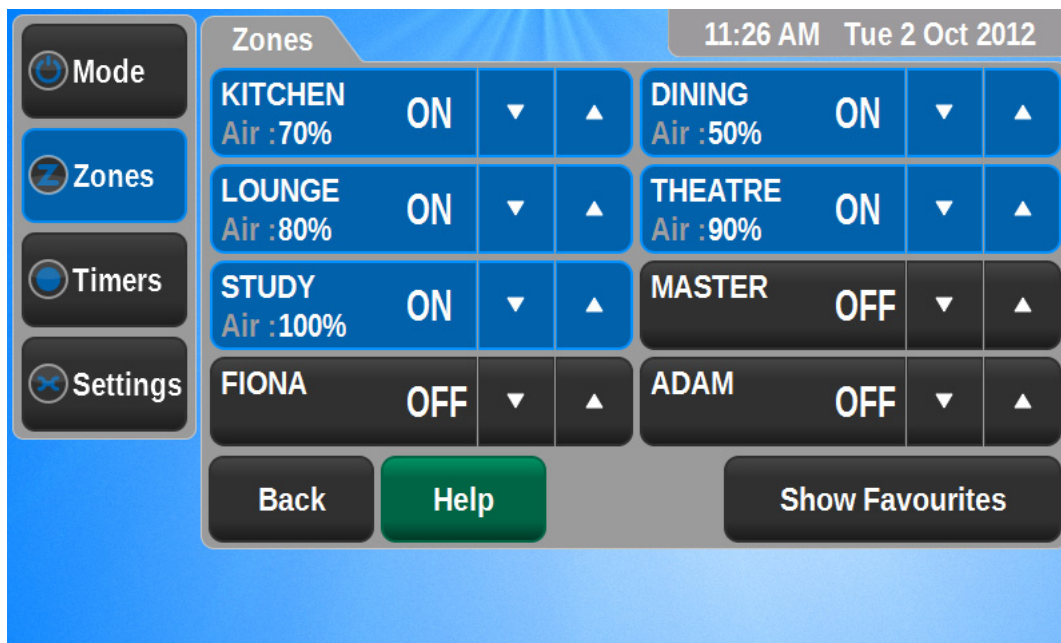 Mode
Zones
Timers
Settings
Zones
11:26 AM Tue 2 Oct 2012
KITCHEN
Air :70%
ON
DINING
Air :50%
ON
LOUNGE
Air :80%
ON
THEATRE
Air :90%
ON
STUDY
Air :100%
ON
MASTER
OFF
FIONA
OFF
ADAM
OFF
Back
Help
Show Favourites